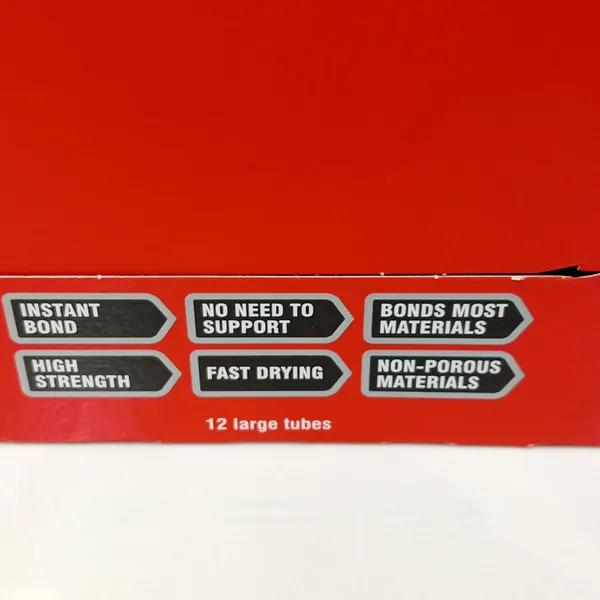 INSTANT
BOND
NO NEED TO
SUPPORT
BONDS MOST
MATERIALS
HIGH
STRENGTH
FAST DRYING
NON-POROUS
MATERIALS
12 large tubes